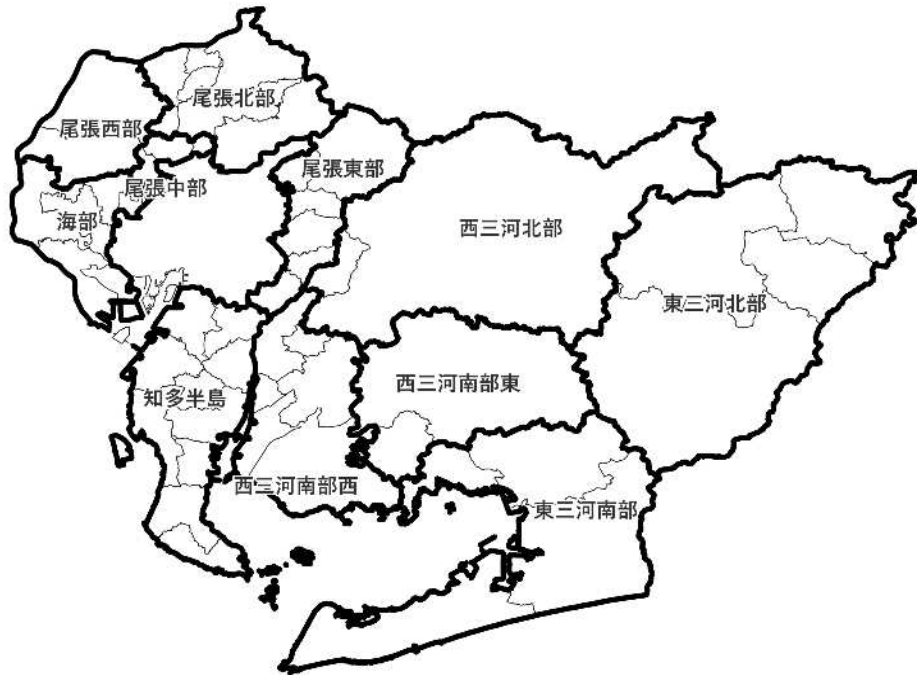 尾張北部
尾張西部
尾張東部
尾張中部
海部
西三河北部
東三河北部
西三河南部東
知多半島
西三河南部西
東三河南部